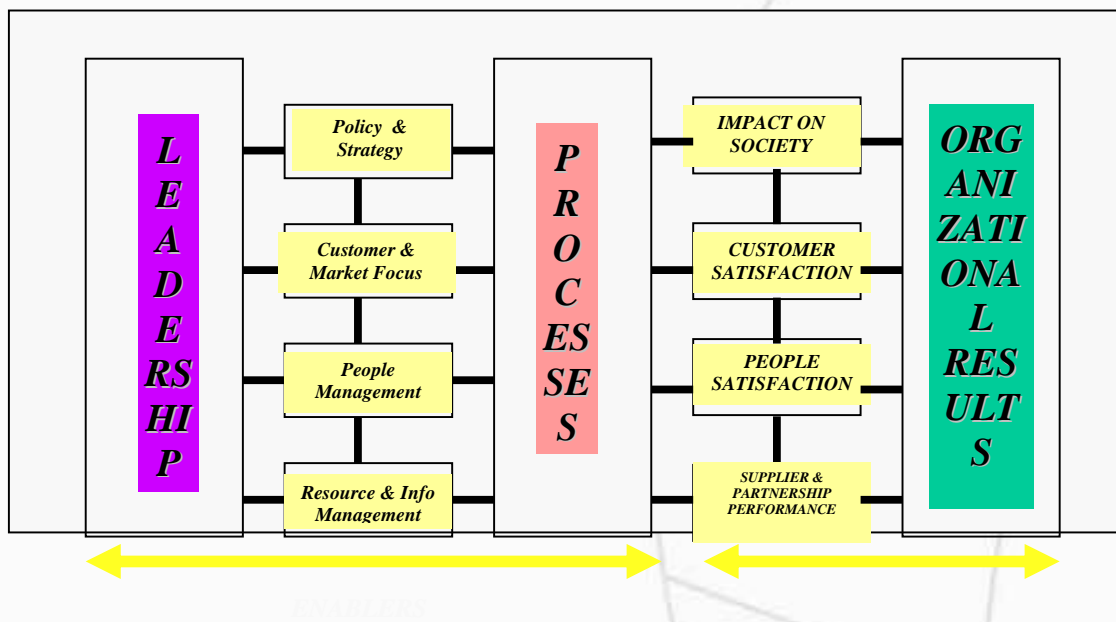 L
E
A
D
E
RS
HI
P
Policy &
Strategy
Customer &
Market Focus
People
Management
Resource & Info
Management
P
R
O
C
ES
SE
S
IMPACT ON
SOCIETY
CUSTOMER
SATISFACTION
PEOPLE
SATISFACTION
SUPPLIER &
PARTNERSHIP
PERFORMANCE
ORG
ANI
ZATI
ONA
L
RES
ULT
S
ENABLERS